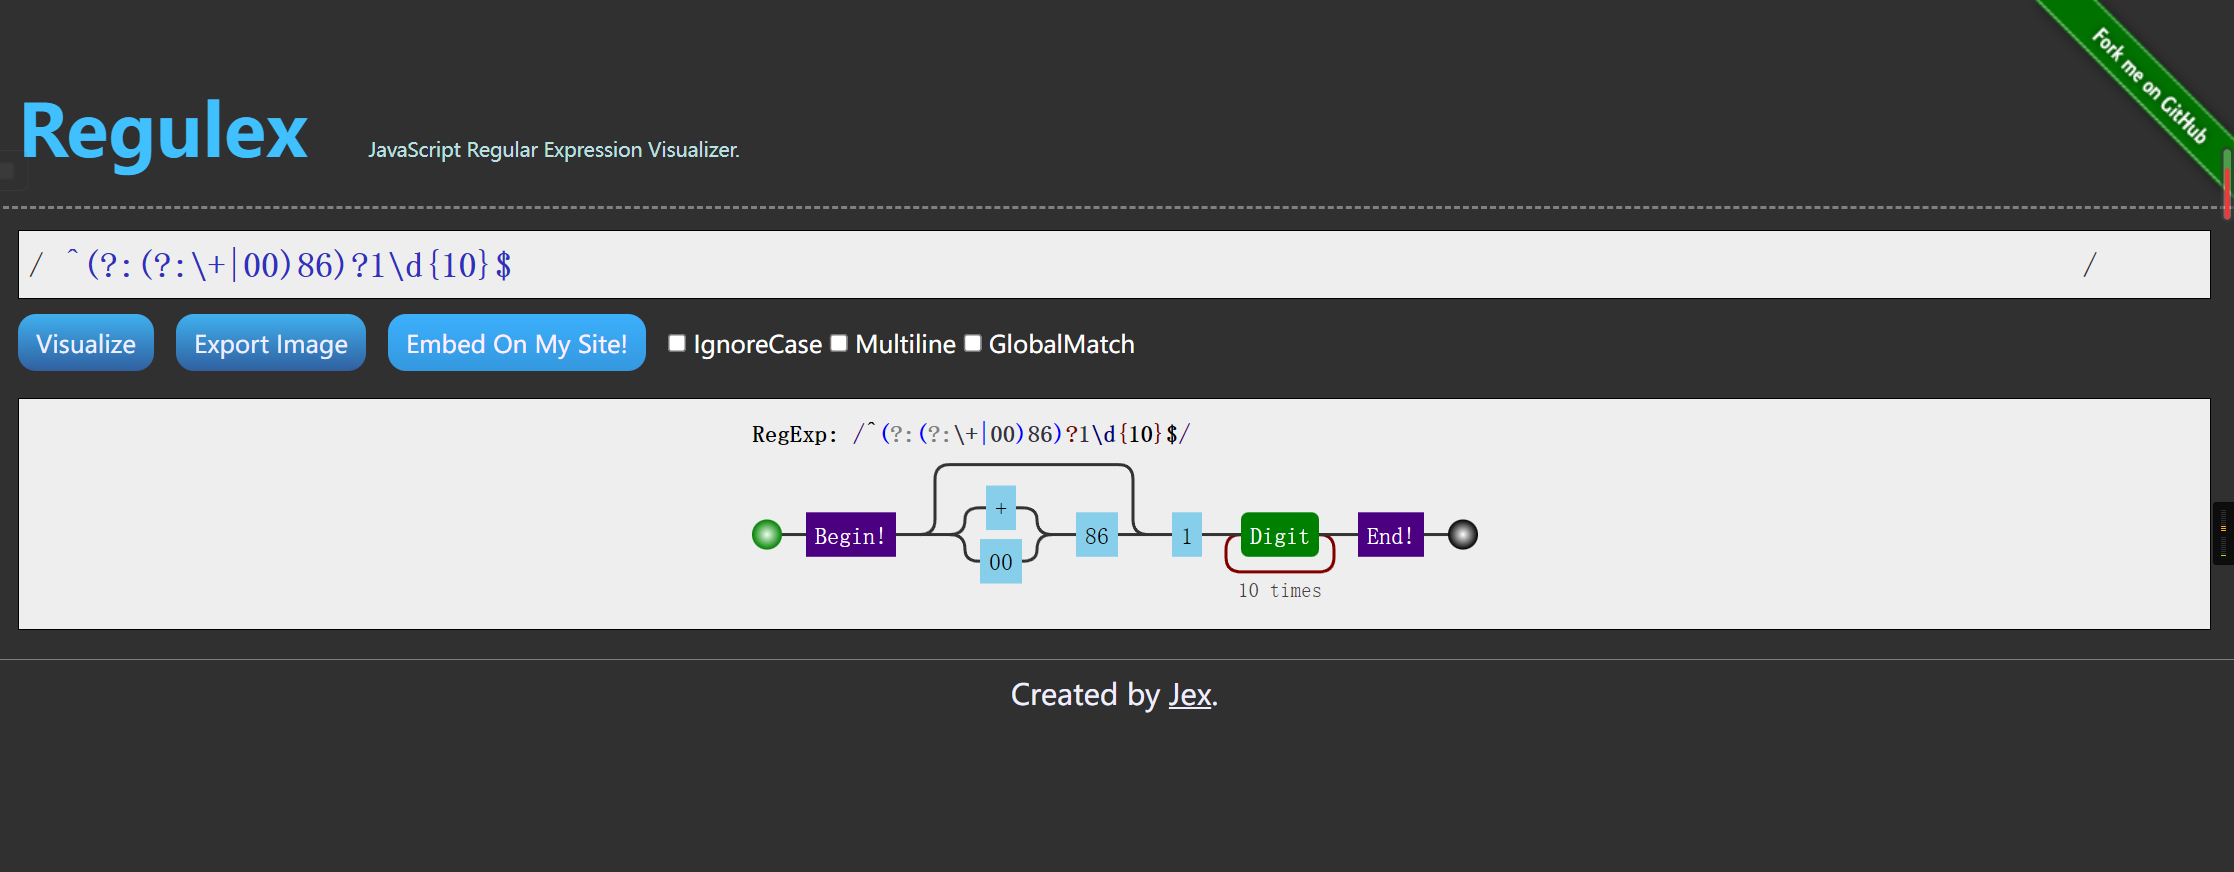 Fork me on GitHub
Regulex
JavaScript Regular Expression Visualizer.
/ ^(?:(?:\+|00)86)?1\d{10}$ /
Visualize Export Image Embed On My Site! IgnoreCase Multiline GlobalMatch
RegExp: /^(?:(?:\+|00)86)?1\d{10}$/
+
Begin! 86 1 Digit End!
00
10 times
Created by Jex.